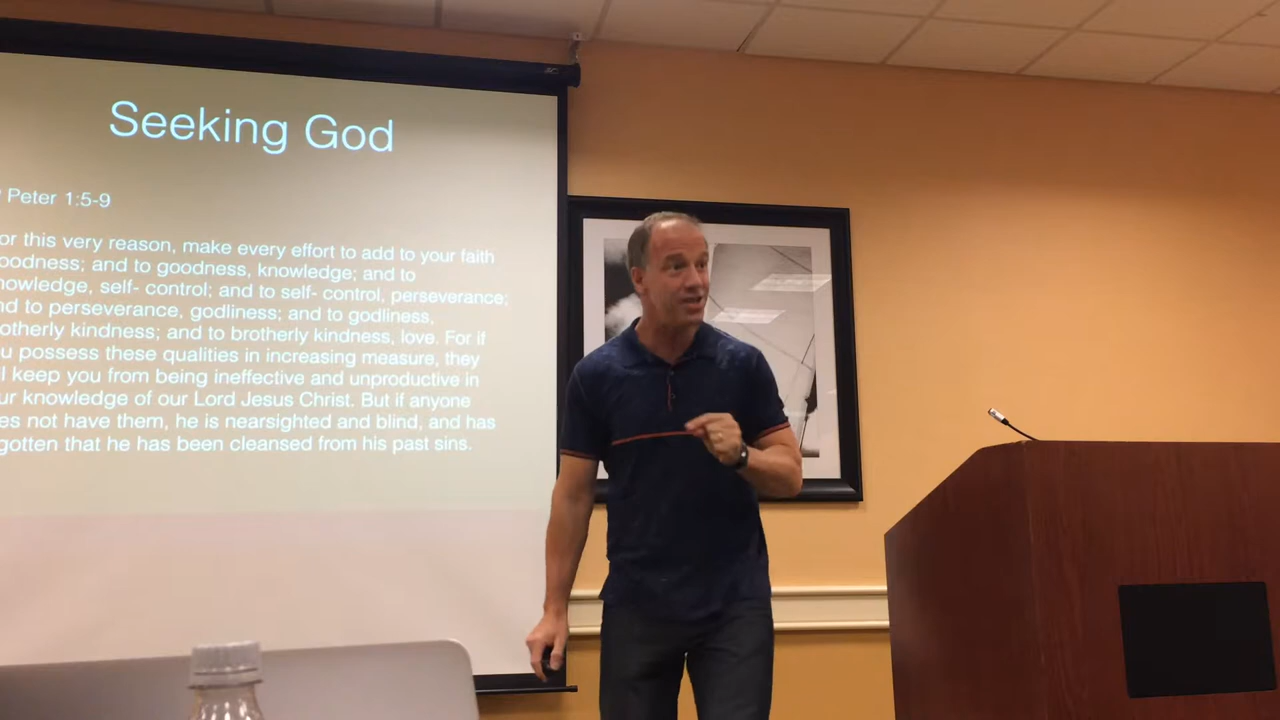 Seeking God
Peter 1:5-9
or this very reason, make every effort to add to your faith
oodness; and to goodness, knowledge; and to
nowledge, self- control; and to self- control, perseverance;
nd to perseverance, godliness; and to godliness,
otherly kindness; and to brotherly kindness, love. For if
u possess these qualities in increasing measure, they
l keep you from being ineffective and unproductive in
ur knowledge of our Lord Jesus Christ. But if anyone
es not have them, he is nearsighted and blind, and has
gotten that he has been cleansed from his past sins.